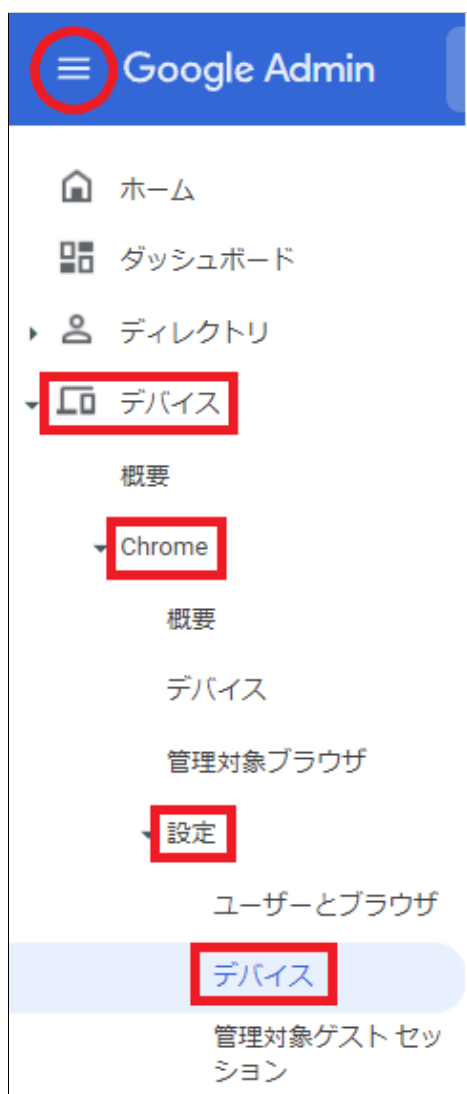 Google Admin
ホーム
ダッシュボード
ディレクトリ
デバイス
概要
Chrome
概要
デバイス
管理対象ブラウザ
設定
ユーザーとブラウザ
デバイス
管理対象ゲスト セッ
ション